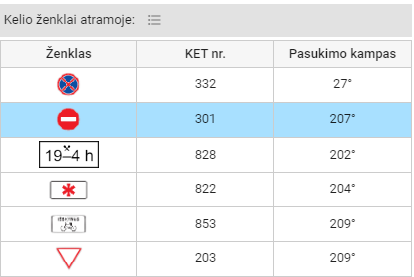 Kelio ženklai atramoje:
Ženklas KET nr. Pasukimo kampas
332 27°
301 207°
19–4 h 828 202°
822 204°
853 209°
203 209°